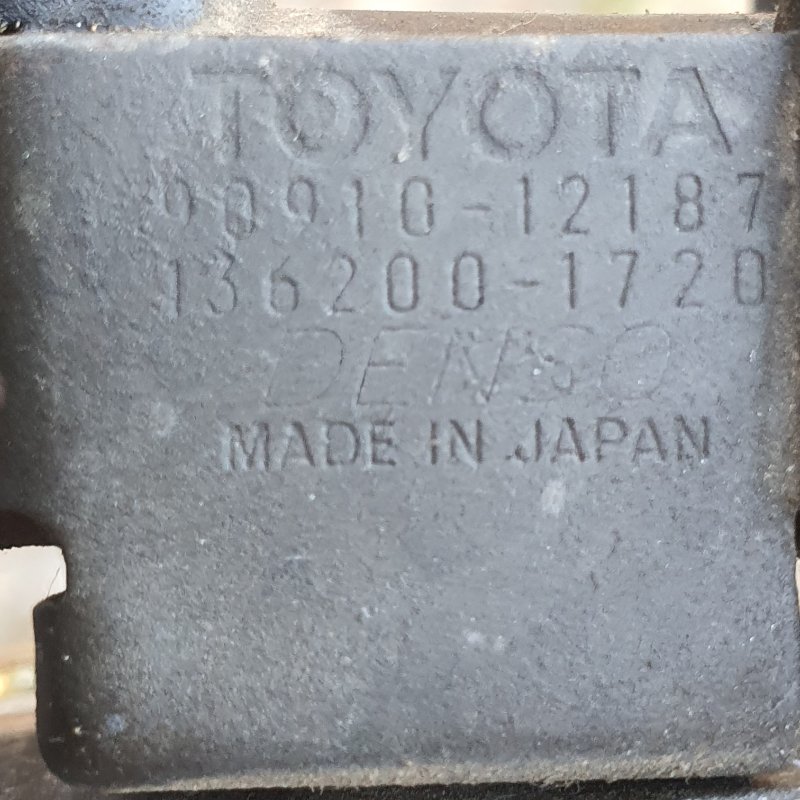 TOYOTA
90910-12187
136200-1720
DENSO
MADE IN JAPAN